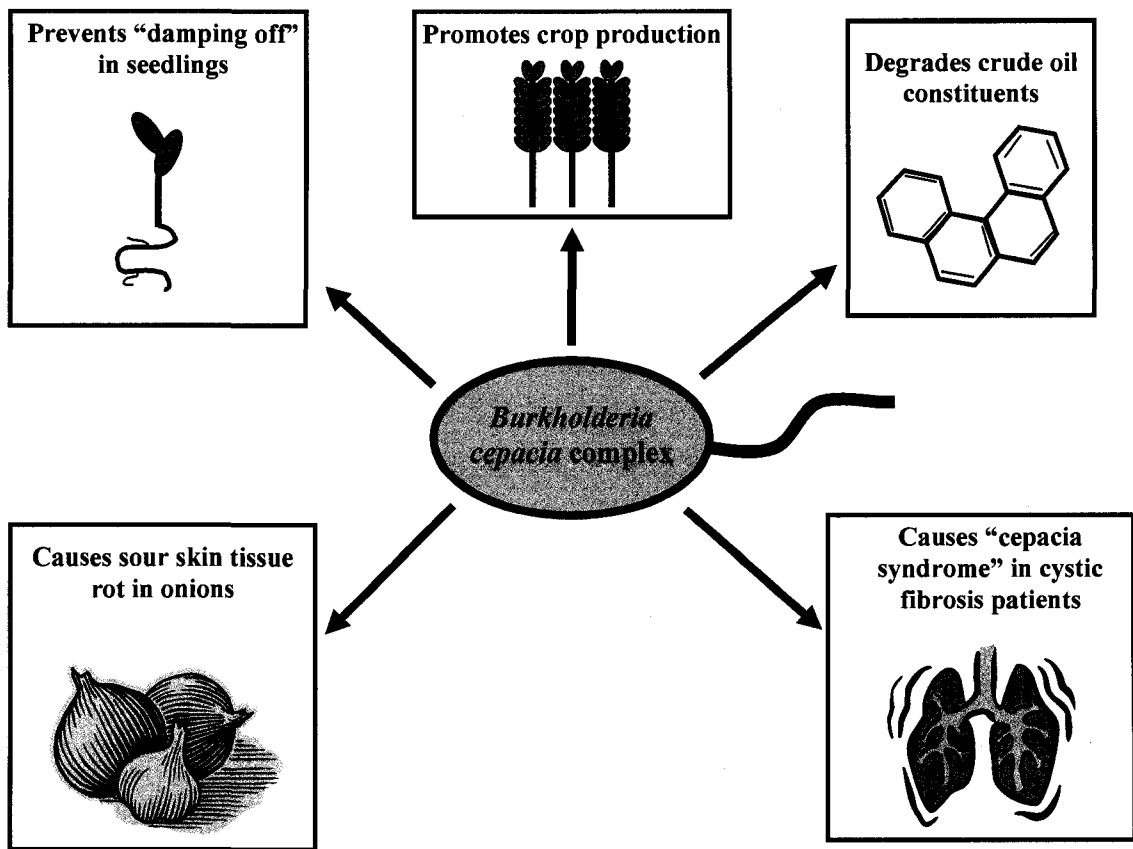 Prevents “damping off”
in seedlings
Promotes crop production
Degrades crude oil
constituents
Burkholderia
cepacia complex
Causes sour skin tissue
rot in onions
Causes “cepacia
syndrome” in cystic
fibrosis patients